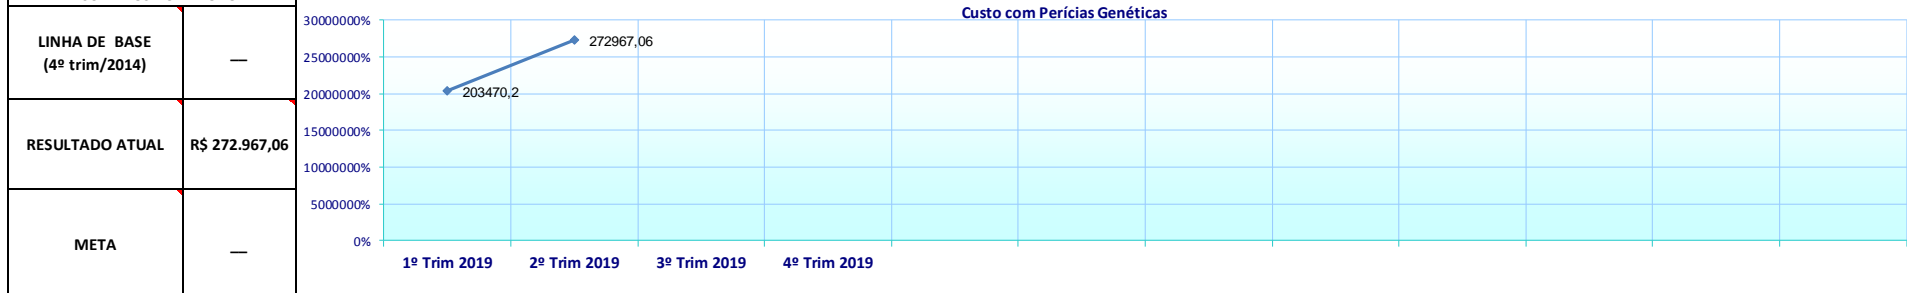 LINHA DE BASE
(4º trim/2014)
__
RESULTADO ATUAL
R$ 272.967,06
META
__
Custo com Perícias Genéticas
30000000%
25000000%
20000000%
15000000%
10000000%
5000000%
0%
272967,06
203470,2
1º Trim 2019
2º Trim 2019
3º Trim 2019
4º Trim 2019